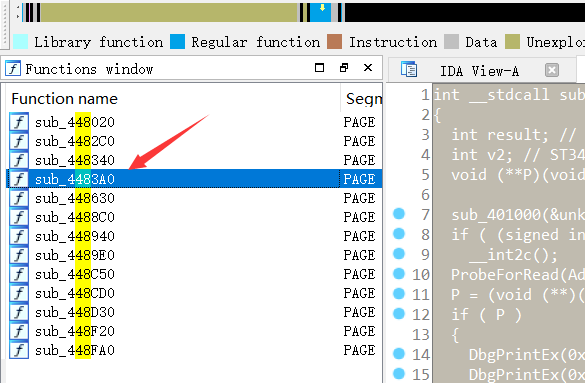 Library function Regular function Instruction Data Unexplo
Functions window
IDA View-A
Function name Segm
sub_448020 PAGE
sub_4482C0 PAGE
sub_448340 PAGE
sub_4483A0 PAGE
sub_448630 PAGE
sub_4488C0 PAGE
sub_448940 PAGE
sub_4489E0 PAGE
sub_448C50 PAGE
sub_448CD0 PAGE
sub_448D30 PAGE
sub_448F20 PAGE
sub_448FA0 PAGE
1 int __stdcall sub
2 {
3 int result; //
4 int v2; // ST34
5 void (**P)(void
6
7 sub_401000(&unk
8 if ( (signed in
9 __int2c();
10 ProbeForRead(Ad
11 P = (void (**)(
12 if ( P )
13 {
14 DbgPrintEx(0x
15 DbgPrintEx(0x